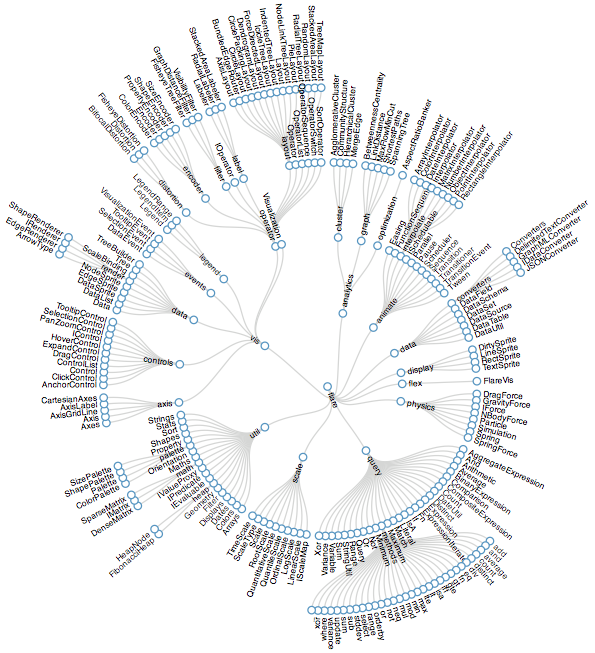 flare
analytics
cluster
AgglomerativeCluster
CommunityStructure
HierarchicalCluster
MergeEdge
graph
BetweennessCentrality
LinkDistance
MaxFlowMinCut
ShortestPaths
SpanningTree
optimization
AspectRatioBanker
animate
Easing
FunctionSequence
interpolate
ArrayInterpolator
ColorInterpolator
DateInterpolator
Interpolator
MatrixInterpolator
NumberInterpolator
ObjectInterpolator
PointInterpolator
RectangleInterpolator
ISchedulable
Parallel
Pause
Scheduler
Sequence
Transition
Transitioner
TransitionEvent
Tween
data
converters
Converters
DelimitedTextConverter
GraphMLConverter
IDataConverter
JSONConverter
DataField
DataSchema
DataSet
DataSource
DataTable
DataUtil
display
DirtySprite
LineSprite
RectSprite
TextSprite
flex
FlareVis
physics
DragForce
GravityForce
IForce
NBodyForce
Particle
Simulation
Spring
SpringForce
query
AggregateExpression
And
Arithmetic
Average
BinaryExpression
Comparison
CompositeExpression
Count
DateUtil
Distinct
Expression
ExpressionIterator
Fn
If
IsA
Literal
Match
Maximum
methods
add
and
average
count
distinct
div
eq
fn
gt
gte
iff
isa
lt
lte
max
min
mod
mul
neq
not
or
orderby
range
select
stddev
sub
sum
update
variance
where
xor
Minimum
Not
Or
Query
Range
StringUtil
Sum
Variable
Variance
Xor
scale
IScaleMap
LinearScale
LogScale
OrdinalScale
QuantileScale
QuantitativeScale
RootScale
Scale
ScaleType
TimeScale
util
Arrays
Colors
Dates
Displays
Filter
Geometry
heap
FibonacciHeap
HeapNode
IEvaluable
IPredicate
IValueProxy
math
DenseMatrix
IMatrix
SparseMatrix
Maths
Orientation
palette
ColorPalette
Palette
ShapePalette
SizePalette
Property
Shapes
Sort
Stats
Strings
vis
axis
Axes
Axis
AxisGridLine
AxisLabel
CartesianAxes
controls
AnchorControl
ClickControl
Control
ControlList
DragControl
ExpandControl
HoverControl
IControl
PanZoomControl
SelectionControl
TooltipControl
data
Data
DataList
DataSprite
EdgeSprite
NodeSprite
render
ArrowType
EdgeRenderer
IRenderer
ShapeRenderer
ScaleBinding
Tree
TreeBuilder
events
DataEvent
SelectionEvent
TooltipEvent
VisualizationEvent
legend
Legend
LegendItem
LegendRange
operator
distortion
BifocalDistortion
Distortion
FisheyeDistortion
encoder
ColorEncoder
Encoder
PropertyEncoder
ShapeEncoder
SizeEncoder
filter
FisheyeTreeFilter
GraphDistanceFilter
VisibilityFilter
IOperator
label
Labeler
RadialLabeler
StackedAreaLabeler
layout
AxisLayout
BundledEdgeRouter
CircleLayout
CirclePackingLayout
DendrogramLayout
ForceDirectedLayout
IcicleTreeLayout
IndentedTreeLayout
Layout
NodeLinkTreeLayout
PieLayout
RadialTreeLayout
RandomLayout
StackedAreaLayout
TreeMapLayout
Operator
OperatorList
OperatorSequence
OperatorSwitch
SortOperator
Visualization